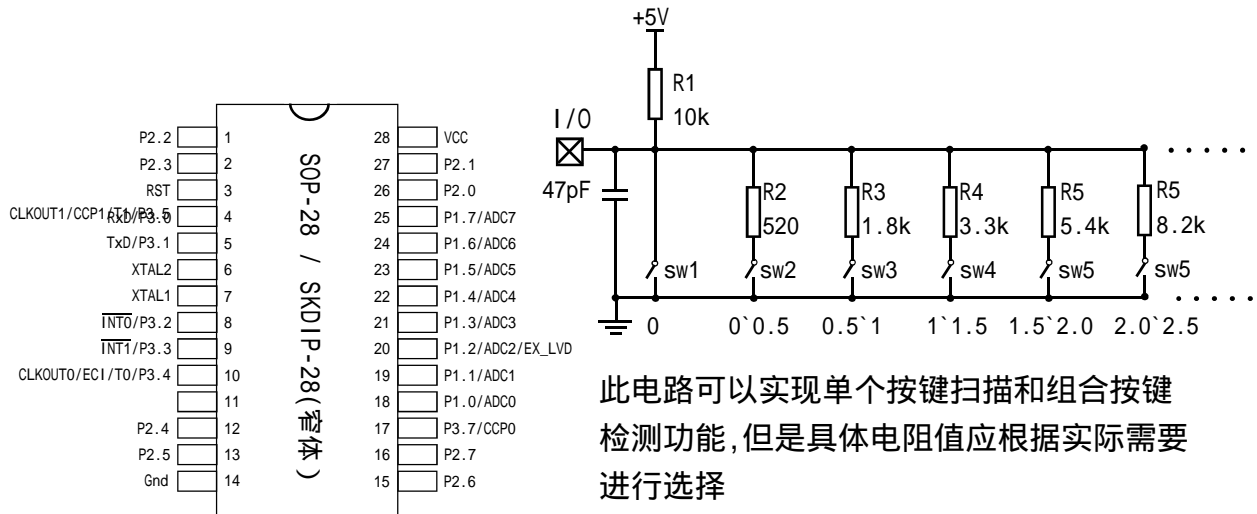 P2.2 1
P2.3 2
RST 3
CLKOUT1/CCP1/T1/P3.5
RxD/P3.0 4
TxD/P3.1 5
XTAL2 6
XTAL1 7
INT0/P3.2 8
INT1/P3.3 9
CLKOUT0/ECI/T0/P3.4 10
11
P2.4 12
P2.5 13
Gnd 14
SOP-28 / SKDIP-28(窄体)
28 VCC
27 P2.1
26 P2.0
25 P1.7/ADC7
24 P1.6/ADC6
23 P1.5/ADC5
22 P1.4/ADC4
21 P1.3/ADC3
20 P1.2/ADC2/EX_LVD
19 P1.1/ADC1
18 P1.0/ADC0
17 P3.7/CCP0
16 P2.7
15 P2.6
+5V
R1
10k
I/O
47pF
R2
520
R3
1.8k
R4
3.3k
R5
5.4k
R5
8.2k
sw1 sw2 sw3 sw4 sw5 sw5
0 0`0.5 0.5`1 1`1.5 1.5`2.0 2.0`2.5
此电路可以实现单个按键扫描和组合按键
检测功能,但是具体电阻值应根据实际需要
进行选择